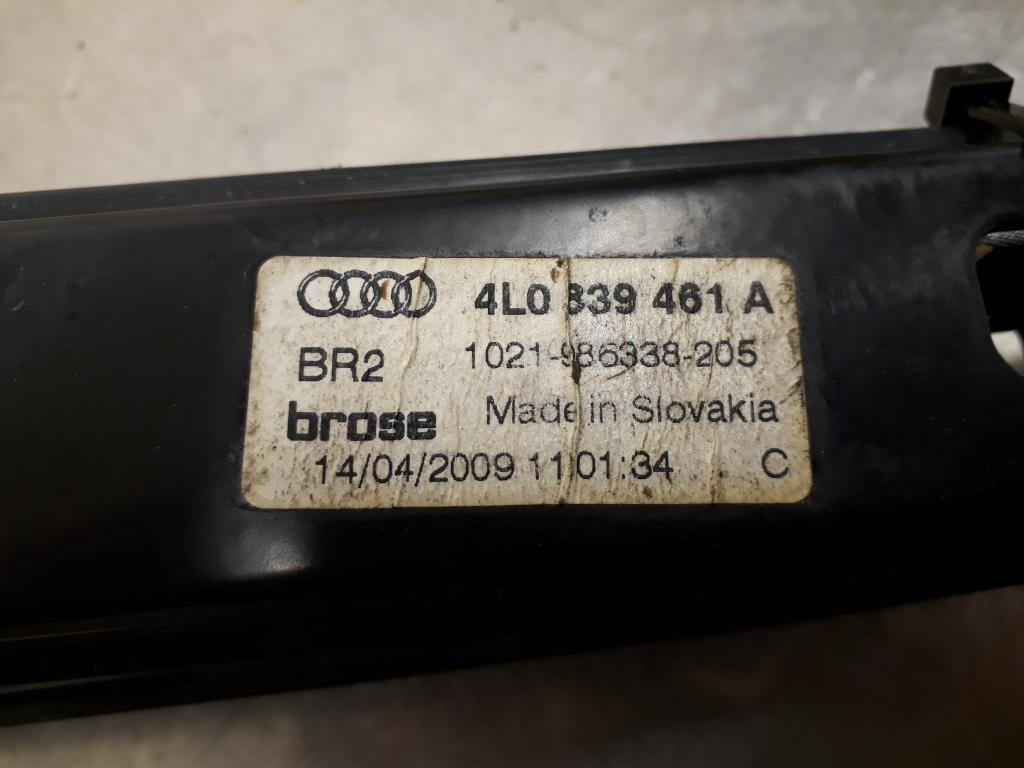 4L0 839 461 A
BR2 1021-986338-205
brose Made in Slovakia
14/04/2009 11:01:34 C